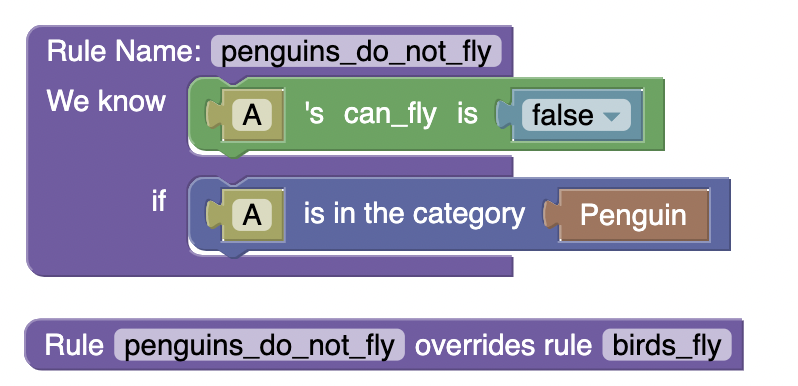 Rule Name: penguins_do_not_fly
We know A 's can_fly is false
if A is in the category Penguin
Rule penguins_do_not_fly overrides rule birds_fly